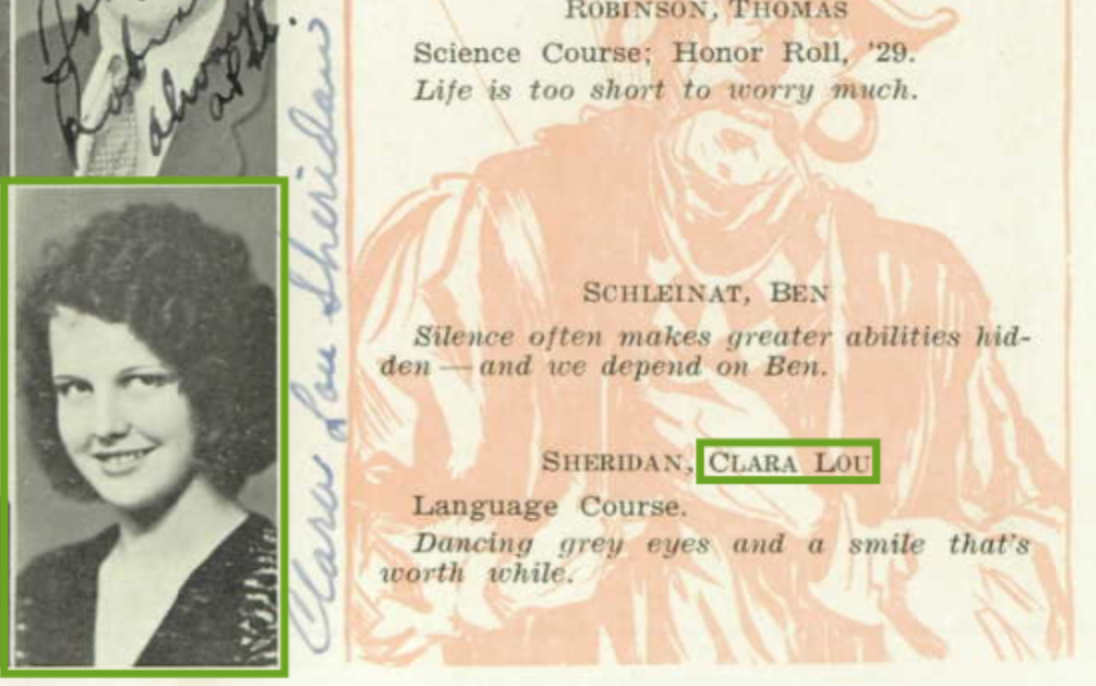 ROBINSON, THOMAS
Science Course; Honor Roll, '29.
Life is too short to worry much.
SCHLEINAT, BEN
Silence often makes greater abilities hid-
den — and we depend on Ben.
SHERIDAN, CLARA LOU
Language Course.
Dancing grey eyes and a smile that's
worth while.
Clara Lou Sheridan